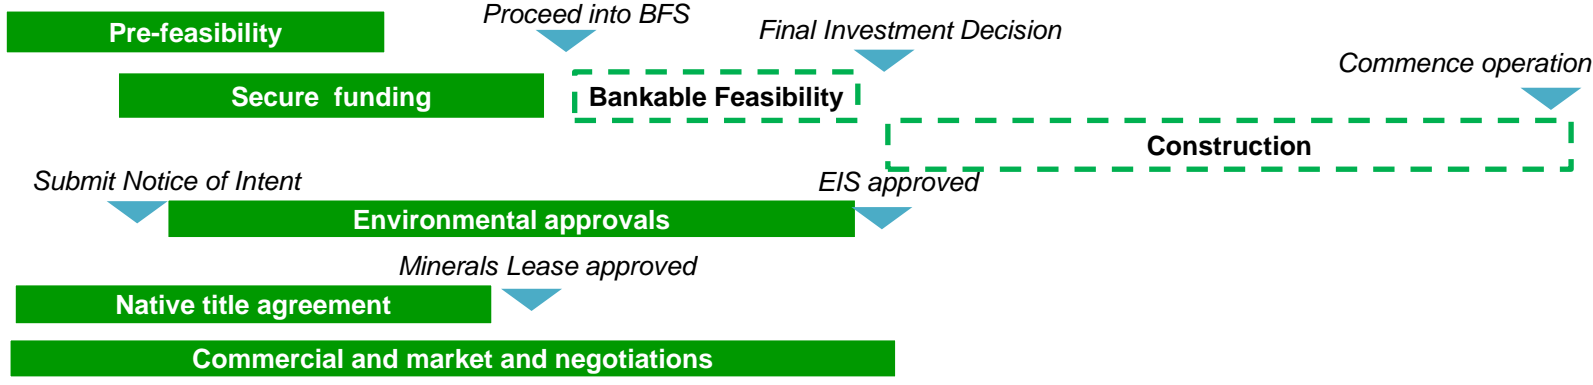 Proceed into BFS
Pre-feasibility
Final Investment Decision
Commence operation
Secure funding
Bankable Feasibility
Construction
Submit Notice of Intent
EIS approved
Environmental approvals
Minerals Lease approved
Native title agreement
Commercial and market and negotiations